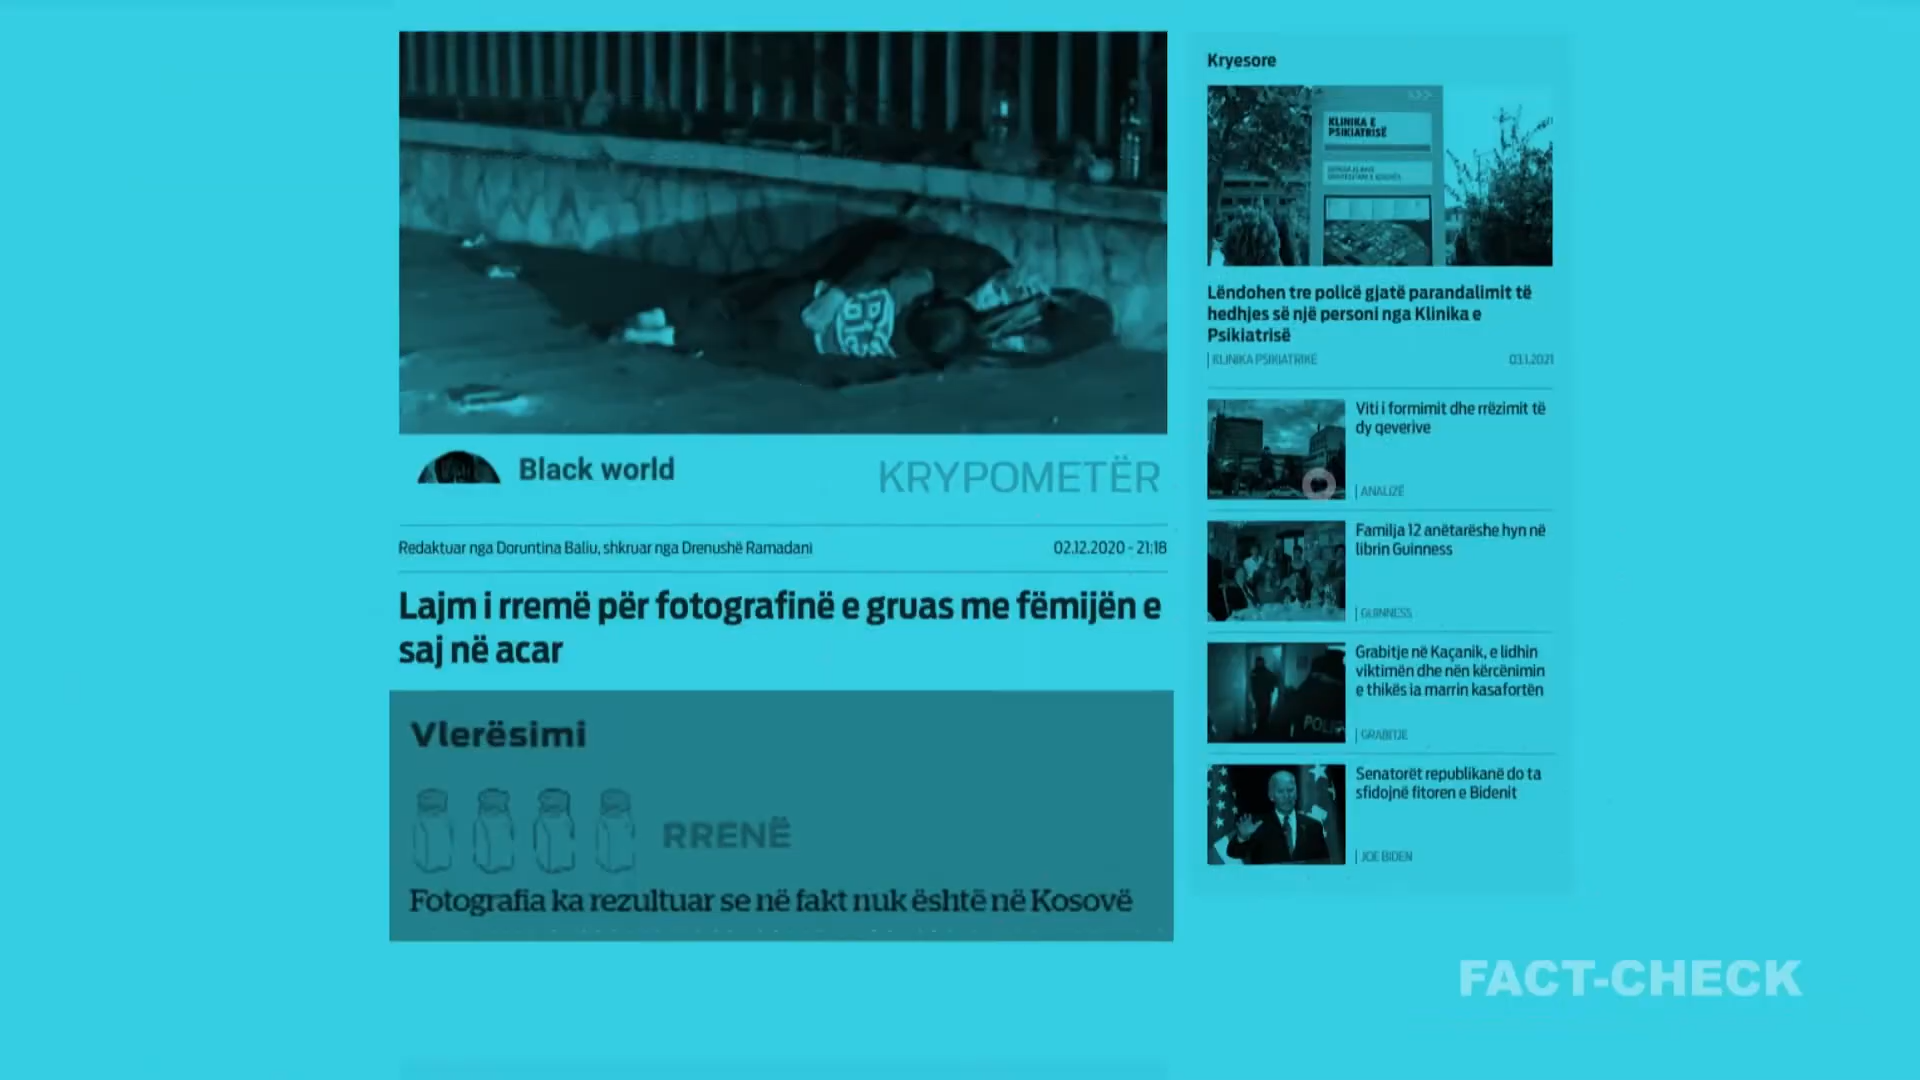 Black world
KRYPOMETËR
Redaktuar nga Doruntina Baliu, shkruar nga Drenushë Ramadani
02.12.2020 - 21:18
Lajm i rremë për fotografinë e gruas me fëmijën e
saj në acar
Vlerësimi
RRENË
Fotografia ka rezultuar se në fakt nuk është në Kosovë
Kryesore
KLINIKA E
PSIKIATRISË
Lëndohen tre policë gjatë parandalimit të
hedhjes së një personi nga Klinika e
Psikiatrisë
KLINIKA PSIKIATRIKE
03.1.2021
Viti i formimit dhe rrëzimit të
dy qeverive
ANALIZË
Familja 12 anëtarëshe hyn në
librin Guinness
GUINNESS
Grabitje në Kaçanik, e lidhin
viktimën dhe nën kërcënimin
e thikës ia marrin kasafortën
GRABITJE
Senatorët republikanë do ta
sfidojnë fitoren e Bidenit
JOE BIDEN
FACT-CHECK